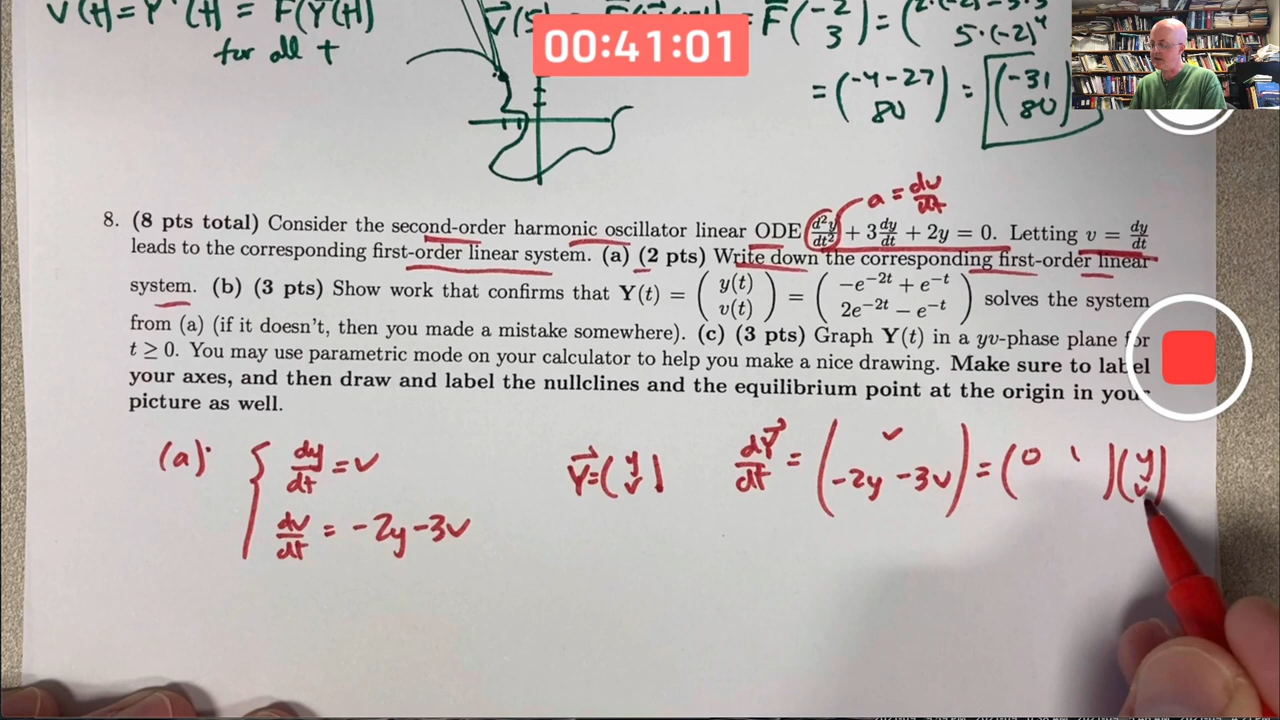 V(t) = Y'(t) = F(Y(t))
for all t
00:41:01
F(-2 3) = (
5·(-2)⁴
= (-4-27 80) = (-31 80)
a = dv/dt
8. (8 pts total) Consider the second-order harmonic oscillator linear ODE d²y/dt² + 3 dy/dt + 2y = 0. Letting v = dy/dt
leads to the corresponding first-order linear system. (a) (2 pts) Write down the corresponding first-order linear
system. (b) (3 pts) Show work that confirms that Y(t) = ( y(t) v(t) ) = ( −e^{−2t} + e^{−t} 2e^{−2t} − e^{−t} ) solves the system
from (a) (if it doesn't, then you made a mistake somewhere). (c) (3 pts) Graph Y(t) in a yv-phase plane for
t ≥ 0. You may use parametric mode on your calculator to help you make a nice drawing. Make sure to label
your axes, and then draw and label the nullclines and the equilibrium point at the origin in your
picture as well.
(a): { dy/dt = v
dv/dt = -2y-3v
Y = (y v)
dY/dt = (v -2y-3v) = (0 1 )(y v)